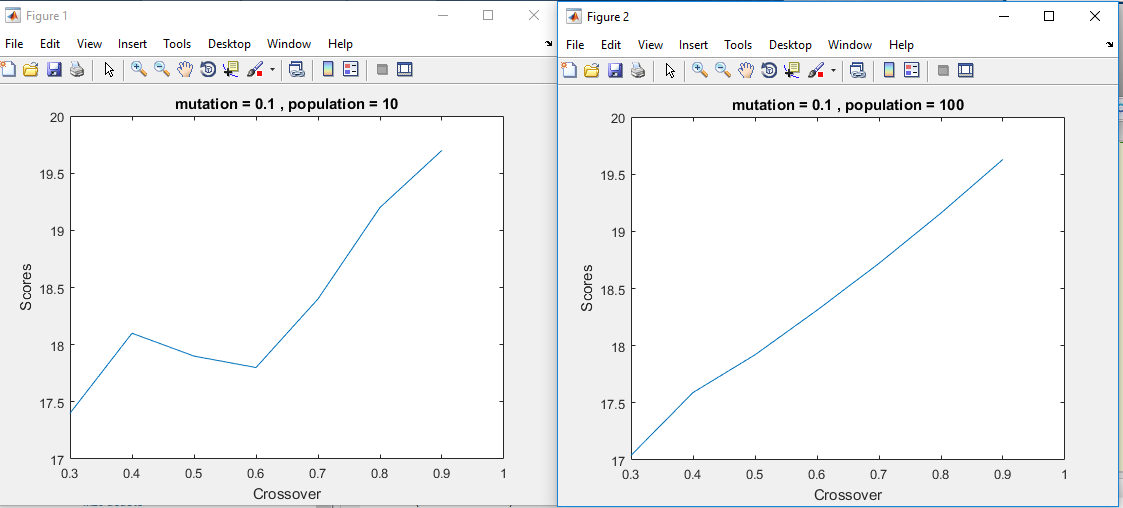 Figure 1
File Edit View Insert Tools Desktop Window Help
mutation = 0.1 , population = 10
20
19.5
19
18.5
18
17.5
17
Scores
0.3 0.4 0.5 0.6 0.7 0.8 0.9 1
Crossover
Figure 2
File Edit View Insert Tools Desktop Window Help
mutation = 0.1 , population = 100
20
19.5
19
18.5
18
17.5
17
Scores
0.3 0.4 0.5 0.6 0.7 0.8 0.9 1
Crossover